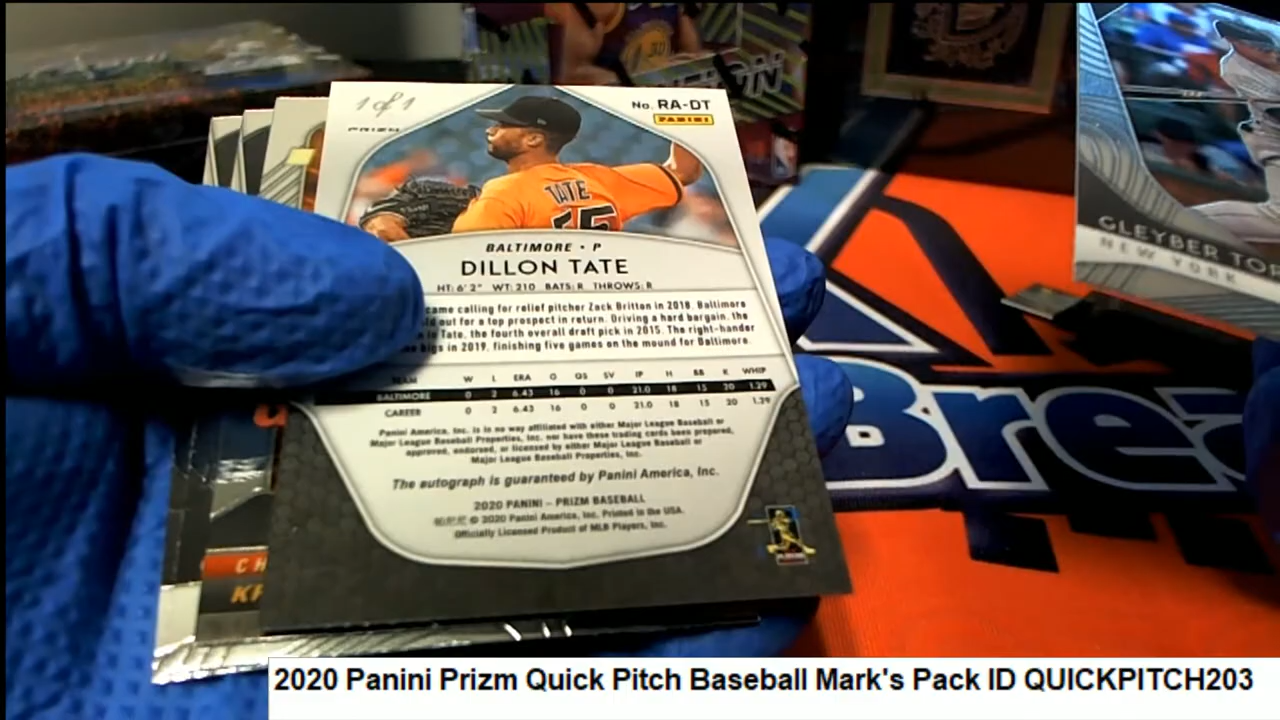 1 of 1
PRIZM
No. RA-DT
PANINI
TATE
55
BALTIMORE • P
DILLON TATE
HT: 6' 2" WT: 210 BATS: R THROWS: R
came calling for relief pitcher Zack Britton in 2018. Baltimore
out for a top prospect in return. Driving a hard bargain, the
Tate, the fourth overall draft pick in 2015. The right-hander
bigs in 2019, finishing five games on the mound for Baltimore.
TEAM W L ERA G GS SV IP H BB K WHIP
BALTIMORE 0 2 6.43 16 0 0 21.0 18 15 20 1.29
CAREER 0 2 6.43 16 0 0 21.0 18 15 20 1.29
Panini America, Inc. is in no way affiliated with either Major League Baseball or
Major League Baseball Properties, Inc. nor have these trading cards been prepared,
approved, endorsed, or licensed by either Major League Baseball or
Major League Baseball Properties, Inc.
The autograph is guaranteed by Panini America, Inc.
2020 PANINI – PRIZM BASEBALL
© 2020 Panini America, Inc. Printed in the USA.
Officially Licensed Product of MLB Players, Inc.
GLEYBER TOR
NEW YORK
Brea
CH
KR
2020 Panini Prizm Quick Pitch Baseball Mark's Pack ID QUICKPITCH203